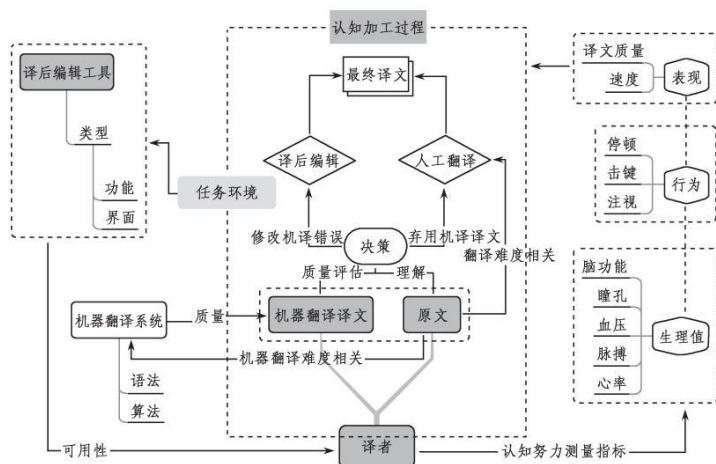 认知加工过程
译后编辑工具
类型
功能
界面
任务环境
最终译文
译后编辑
人工翻译
修改机译错误
决策
弃用机译译文
翻译难度相关
质量评估
理解
机器翻译系统
质量
机器翻译译文
原文
机器翻译难度相关
语法
算法
可用性
译者
认知努力测量指标
译文质量
速度
表现
停顿
击键
注视
行为
脑功能
瞳孔
血压
脉搏
心率
生理值